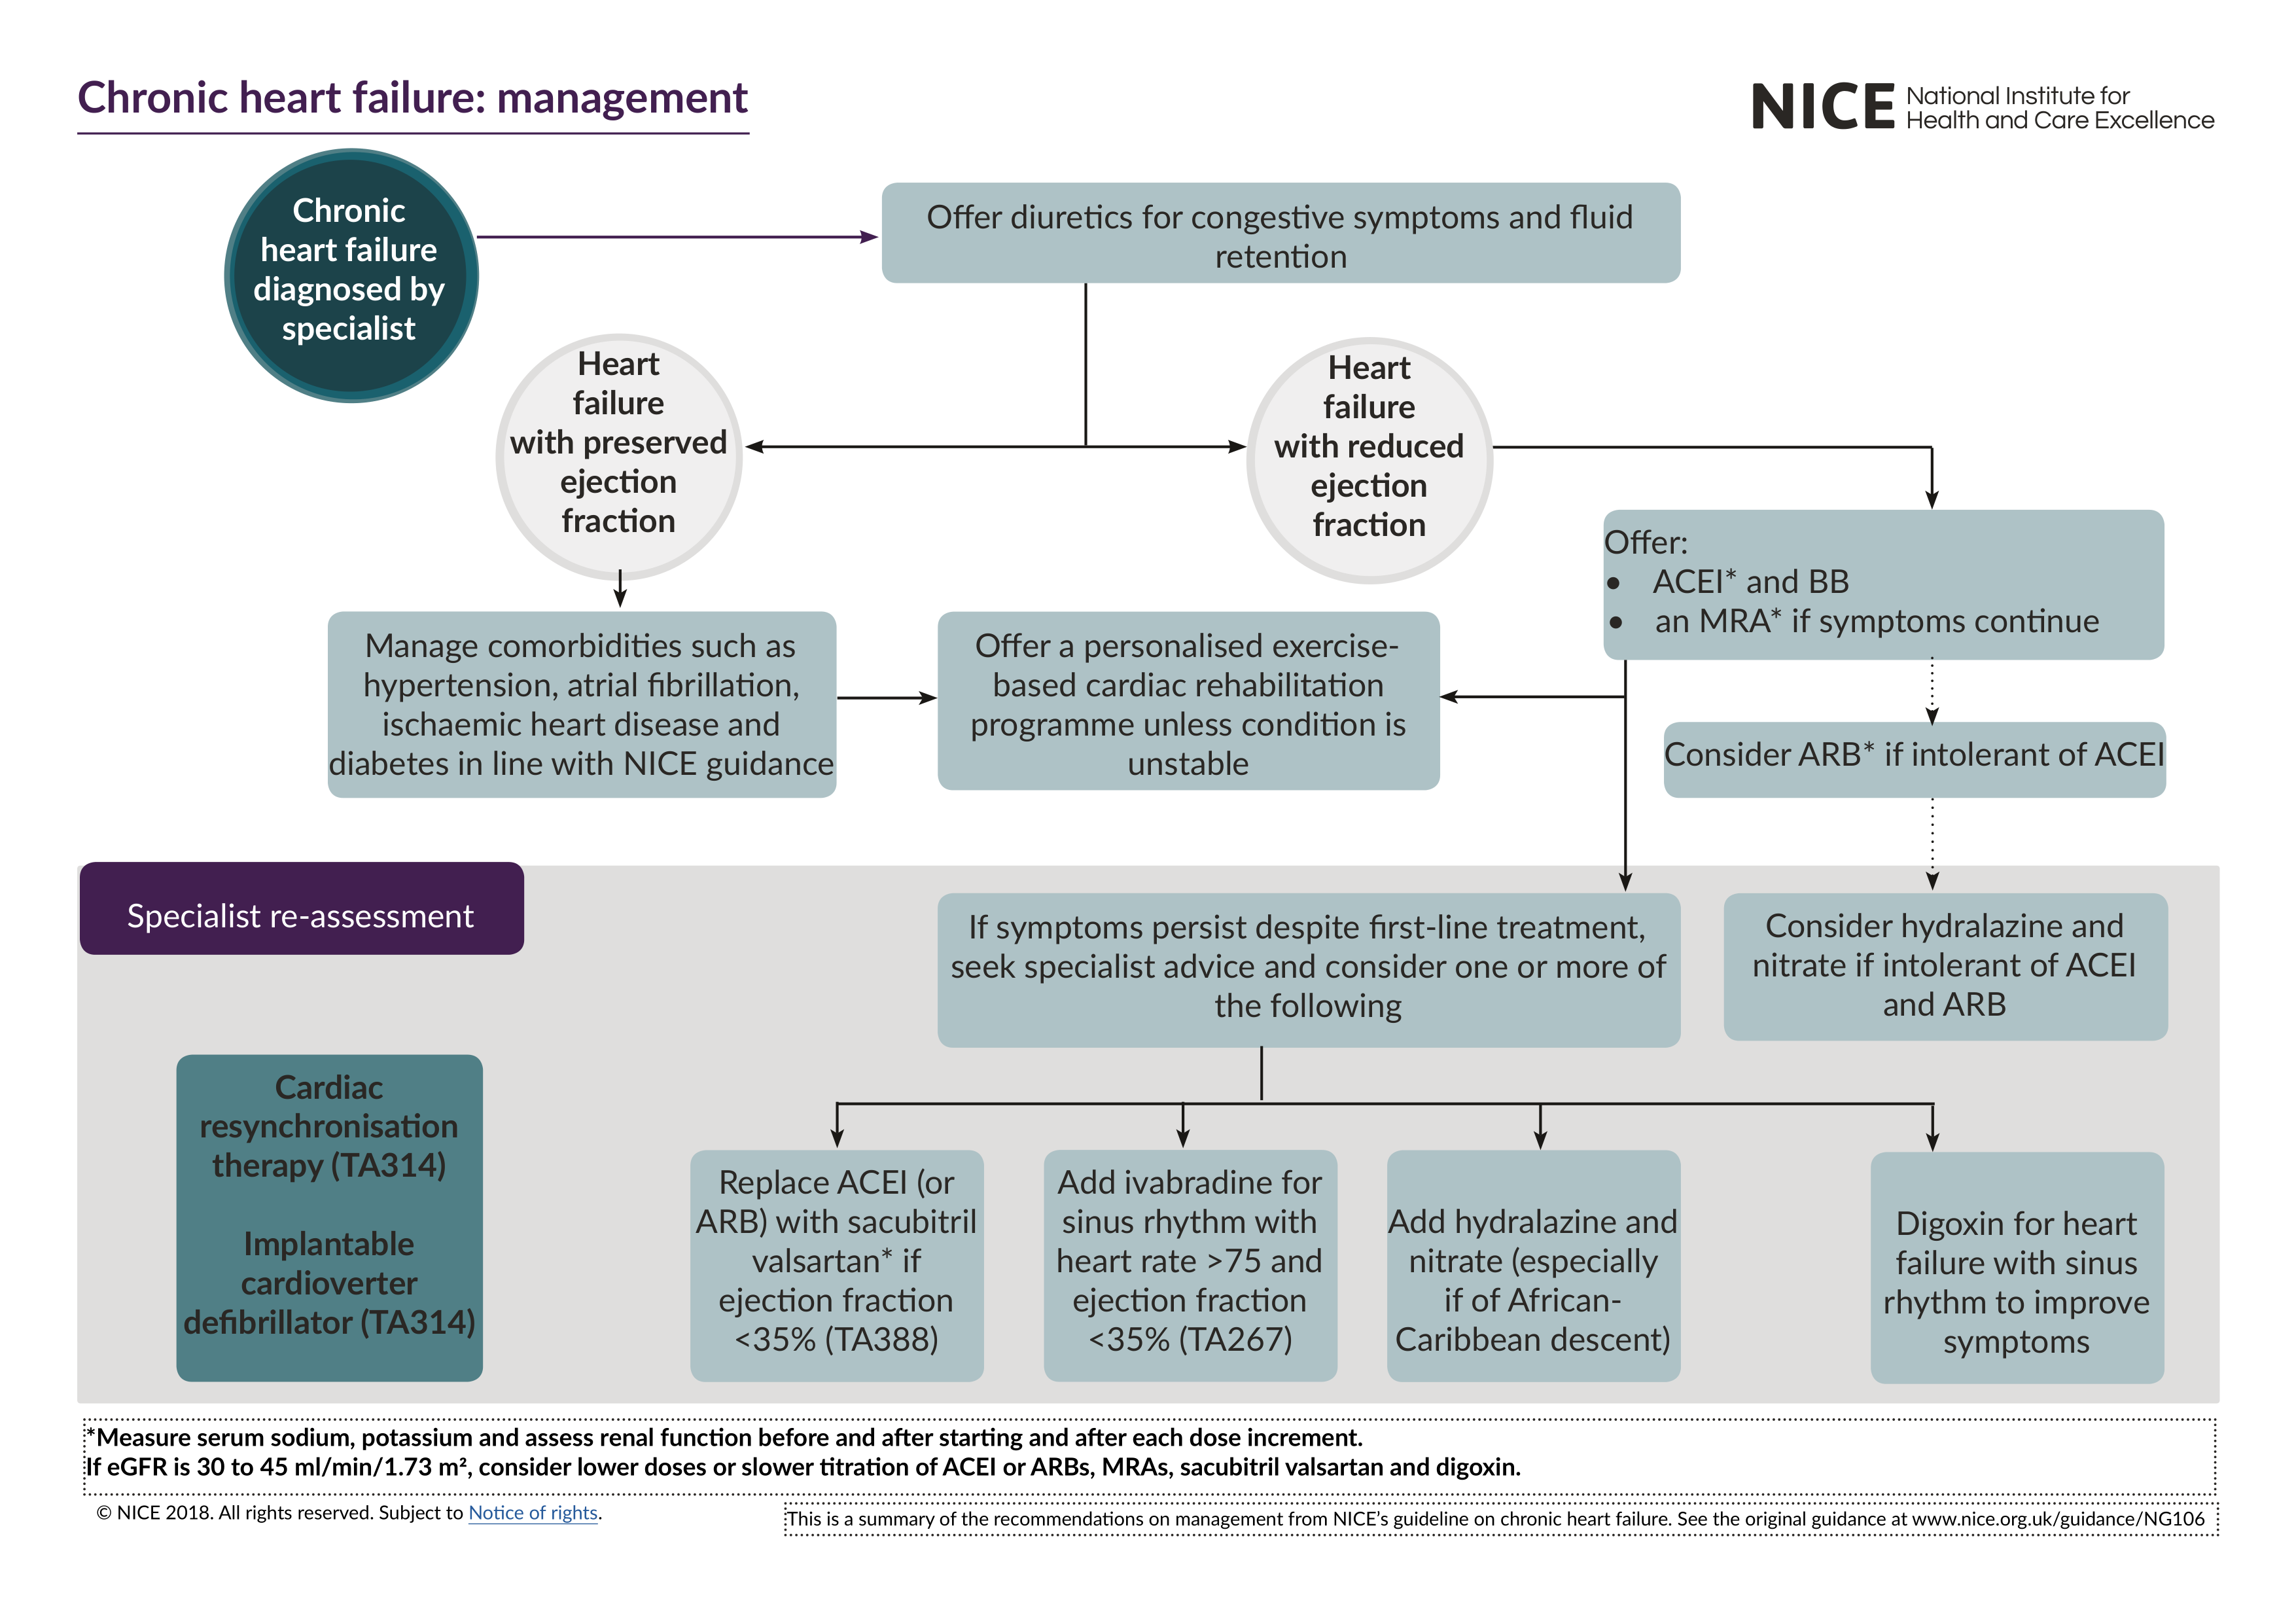 Chronic heart failure: management
NICE National Institute for
Health and Care Excellence
Chronic
heart failure
diagnosed by
specialist
Offer diuretics for congestive symptoms and fluid
retention
Heart
failure
with preserved
ejection
fraction
Heart
failure
with reduced
ejection
fraction
Offer:
• ACEI* and BB
• an MRA* if symptoms continue
Manage comorbidities such as
hypertension, atrial fibrillation,
ischaemic heart disease and
diabetes in line with NICE guidance
Offer a personalised exercise-
based cardiac rehabilitation
programme unless condition is
unstable
Consider ARB* if intolerant of ACEI
Specialist re-assessment
If symptoms persist despite first-line treatment,
seek specialist advice and consider one or more of
the following
Consider hydralazine and
nitrate if intolerant of ACEI
and ARB
Cardiac
resynchronisation
therapy (TA314)
Implantable
cardioverter
defibrillator (TA314)
Replace ACEI (or
ARB) with sacubitril
valsartan* if
ejection fraction
<35% (TA388)
Add ivabradine for
sinus rhythm with
heart rate >75 and
ejection fraction
<35% (TA267)
Add hydralazine and
nitrate (especially
if of African-
Caribbean descent)
Digoxin for heart
failure with sinus
rhythm to improve
symptoms
*Measure serum sodium, potassium and assess renal function before and after starting and after each dose increment.
If eGFR is 30 to 45 ml/min/1.73 m², consider lower doses or slower titration of ACEI or ARBs, MRAs, sacubitril valsartan and digoxin.
© NICE 2018. All rights reserved. Subject to Notice of rights.
This is a summary of the recommendations on management from NICE’s guideline on chronic heart failure. See the original guidance at www.nice.org.uk/guidance/NG106